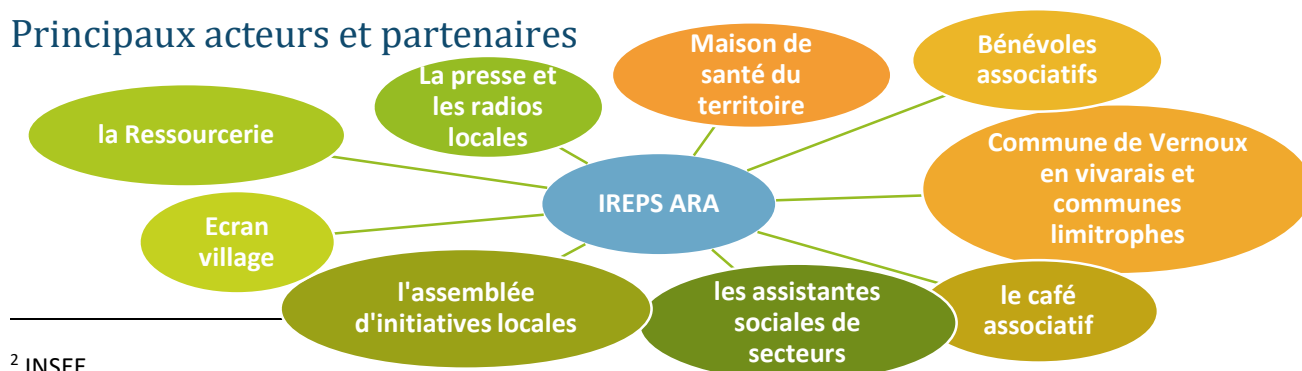 Principaux acteurs et partenaires
Maison de
santé du
territoire
Bénévoles
associatifs
La presse et
les radios
locales
la Ressourcerie
Commune de Vernoux
en vivarais et
communes
limitrophes
IREPS ARA
Ecran
village
l'assemblée
d'initiatives locales
les assistantes
sociales de
secteurs
le café
associatif
² INSEE